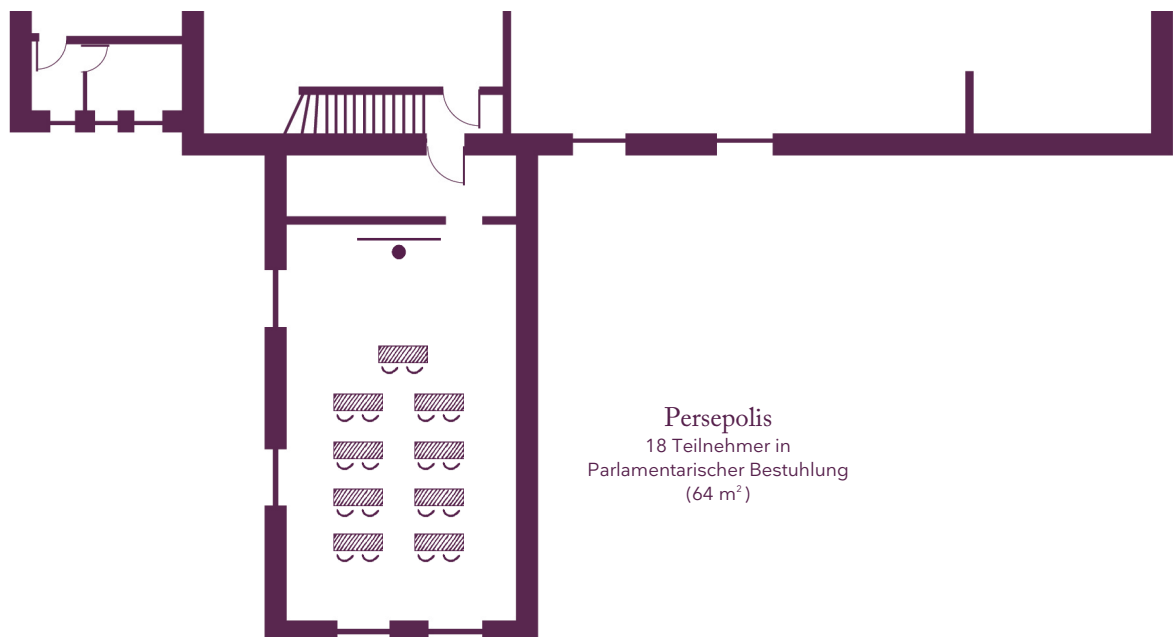 Persepolis
18 Teilnehmer in
Parlamentarischer Bestuhlung
(64 m²)